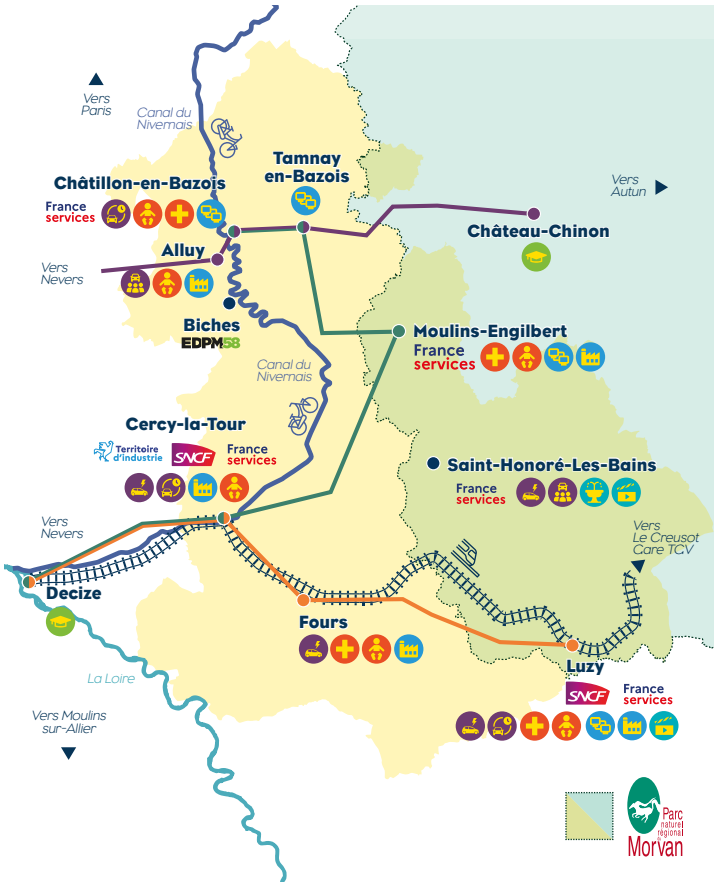 Vers
Paris
Canal du
Nivernais
Tamnay
en-Bazois
Châtillon-en-Bazois
France
services
Vers
Autun
Château-Chinon
Alluy
Vers
Nevers
Biches
EDPM58
Moulins-Engilbert
France
services
Canal du
Nivernais
Cercy-la-Tour
Territoire
d'industrie
SNCF
France
services
Saint-Honoré-Les-Bains
France
services
Vers
Nevers
Vers
Le Creusot
Gare TGV
Decize
Fours
Luzy
SNCF
France
services
La Loire
Vers Moulins
sur-Allier
Parc
naturel
régional
du
Morvan